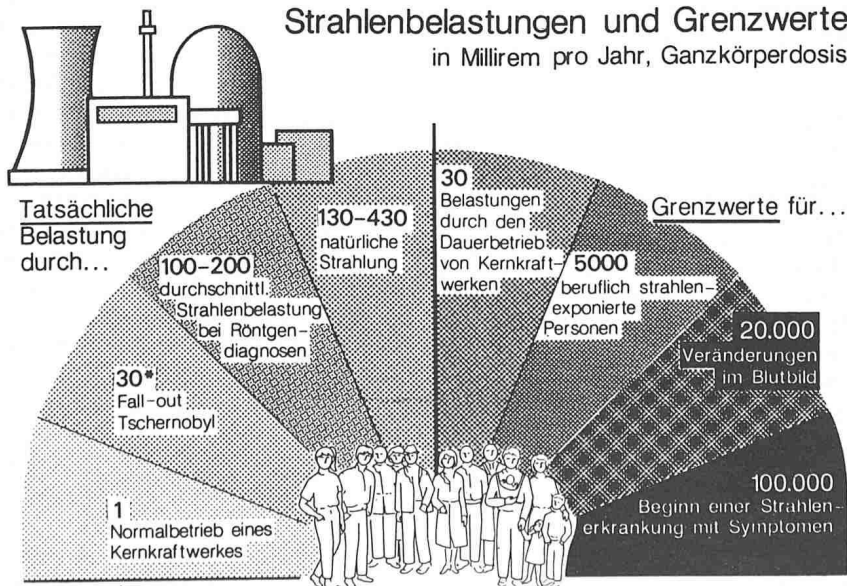 Strahlenbelastungen und Grenzwerte
in Millirem pro Jahr, Ganzkörperdosis
Tatsächliche
Belastung
durch...
1
Normalbetrieb eines
Kernkraftwerkes
30*
Fall-out
Tschernobyl
100-200
durchschnittl.
Strahlenbelastung
bei Röntgen-
diagnosen
130-430
natürliche
Strahlung
Grenzwerte für...
30
Belastungen
durch den
Dauerbetrieb
von Kernkraft-
werken
5000
beruflich strahlen-
exponierte
Personen
20.000
Veränderungen
im Blutbild
100.000
Beginn einer Strahlen-
erkrankung mit Symptomen